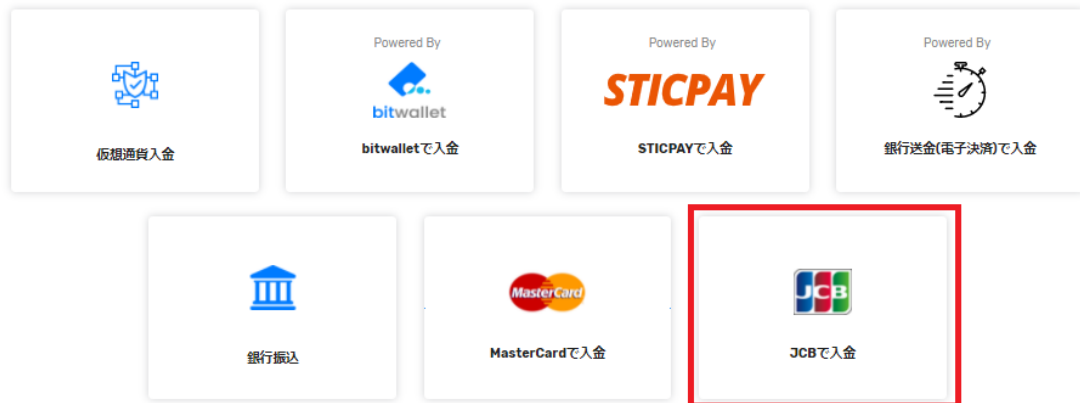 Powered By
Powered By
Powered By
bitwallet
STICPAY
仮想通貨入金
bitwalletで入金
STICPAYで入金
銀行送金(電子決済)で入金
MasterCard
JCB
銀行振込
MasterCardで入金
JCBで入金